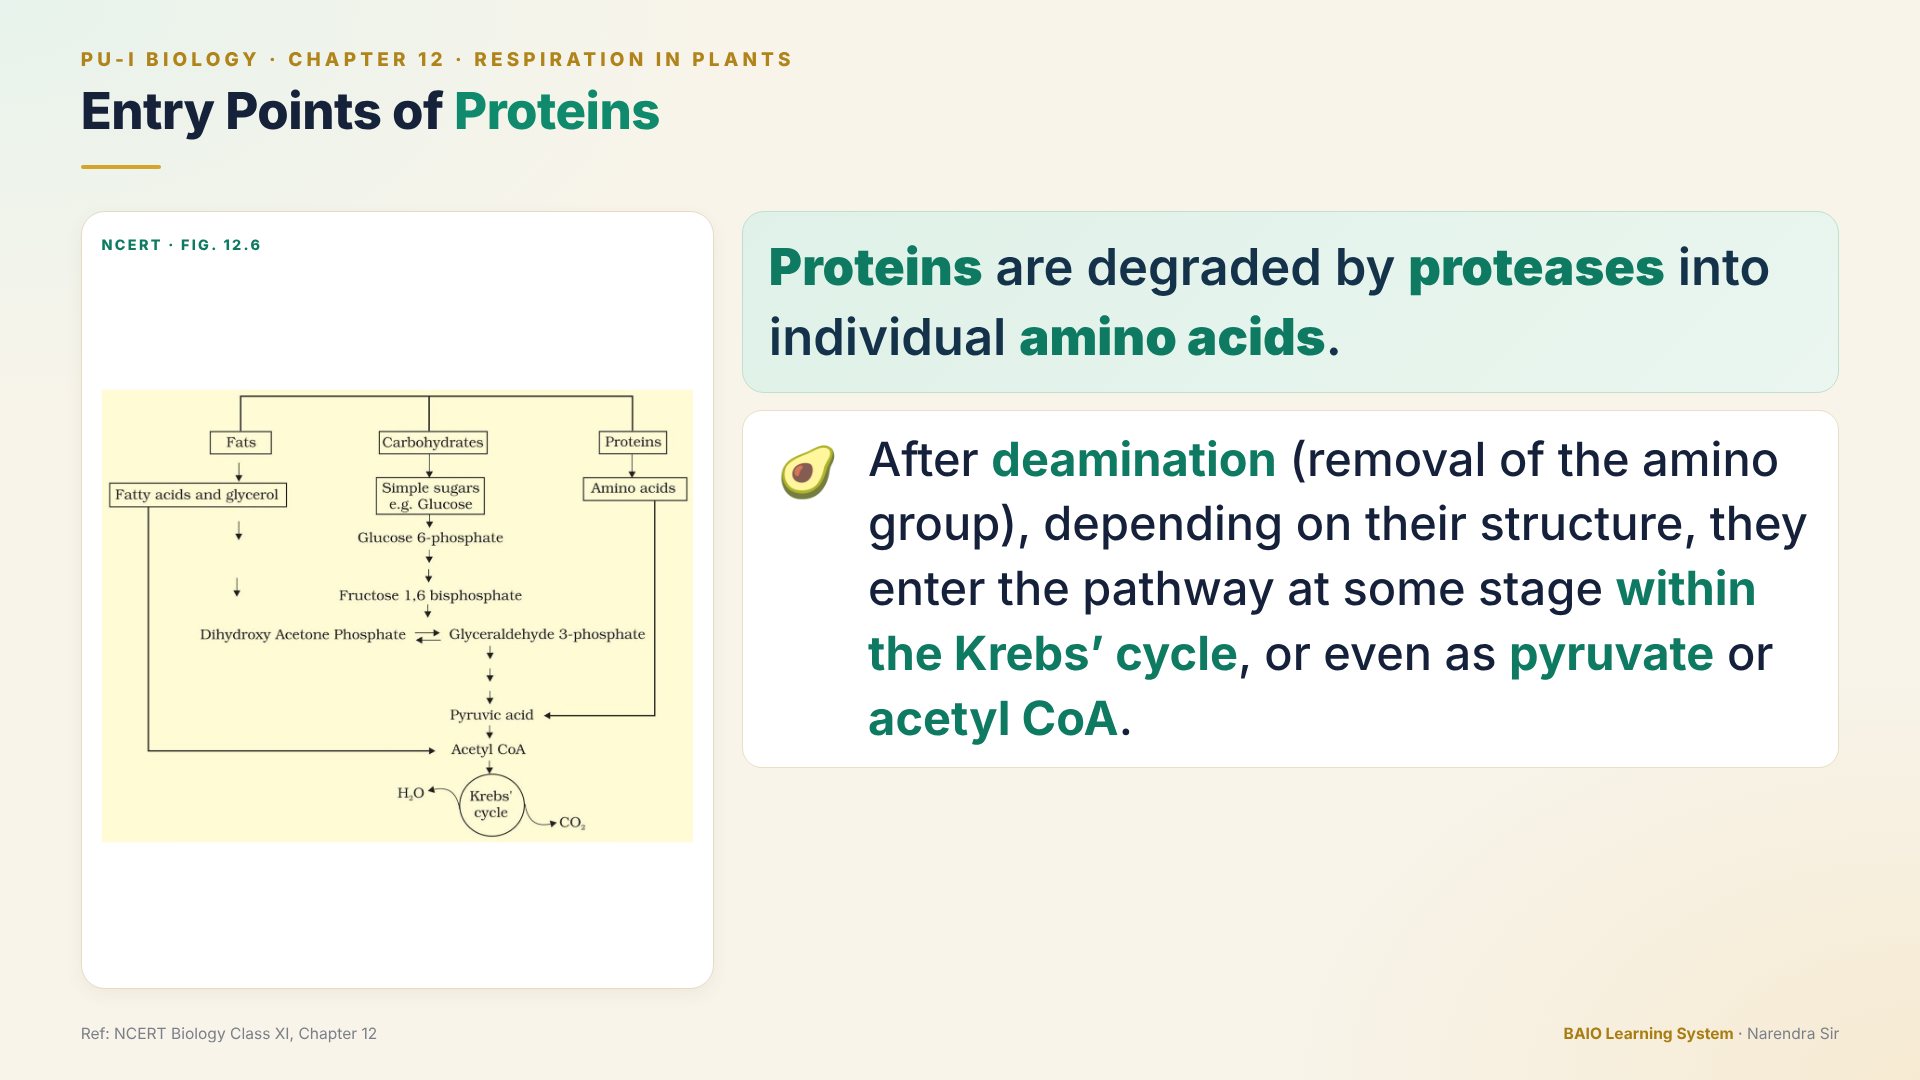 PU-I BIOLOGY · CHAPTER 12 · RESPIRATION IN PLANTS
Entry Points of Proteins
NCERT · FIG. 12.6
Fats
Carbohydrates
Proteins
Fatty acids and glycerol
Simple sugars
e.g. Glucose
Amino acids
Glucose 6-phosphate
Fructose 1,6 bisphosphate
Dihydroxy Acetone Phosphate
Glyceraldehyde 3-phosphate
Pyruvic acid
Acetyl CoA
H₂O
Krebs'
cycle
CO₂
Proteins are degraded by proteases into
individual amino acids.
After deamination (removal of the amino
group), depending on their structure, they
enter the pathway at some stage within
the Krebs’ cycle, or even as pyruvate or
acetyl CoA.
Ref: NCERT Biology Class XI, Chapter 12
BAIO Learning System · Narendra Sir